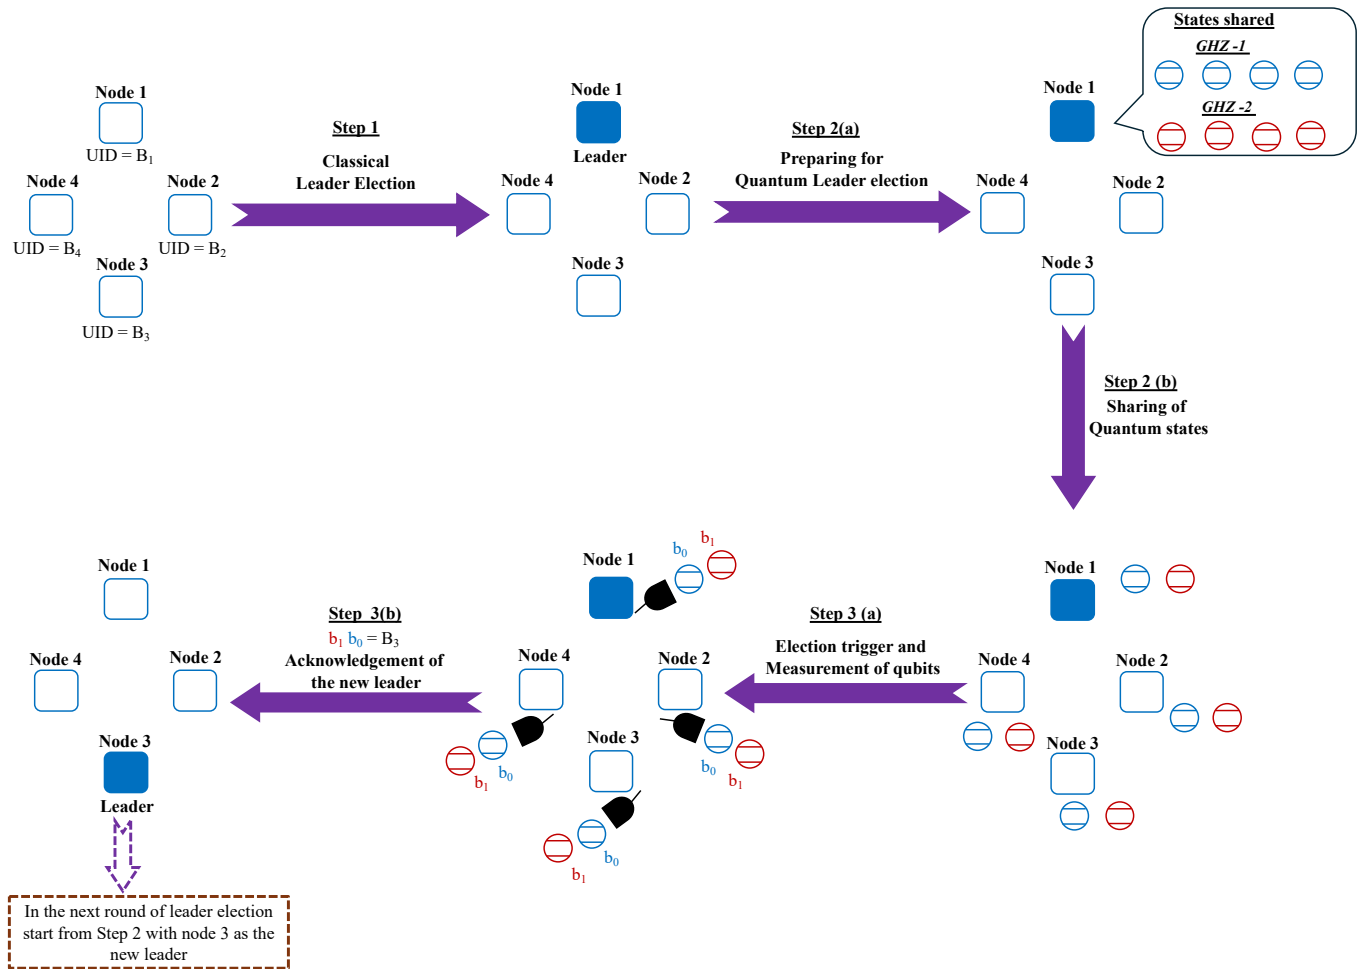 Node 1
UID = B₁
Node 4
UID = B₄
Node 2
UID = B₂
Node 3
UID = B₃
Step 1
Classical
Leader Election
Node 1
Leader
Node 4
Node 2
Node 3
Step 2(a)
Preparing for
Quantum Leader election
Node 1
Node 4
Node 2
Node 3
States shared
GHZ -1
GHZ -2
Step 2 (b)
Sharing of
Quantum states
Node 1
Node 4
Node 2
Node 3
Step 3 (a)
Election trigger and
Measurement of qubits
Node 1
b₀
b₁
Node 4
b₁
b₀
Node 2
b₀
b₁
Node 3
b₀
b₁
Step 3(b)
b₁ b₀ = B₃
Acknowledgement of
the new leader
Node 1
Node 4
Node 2
Node 3
Leader
In the next round of leader election
start from Step 2 with node 3 as the
new leader